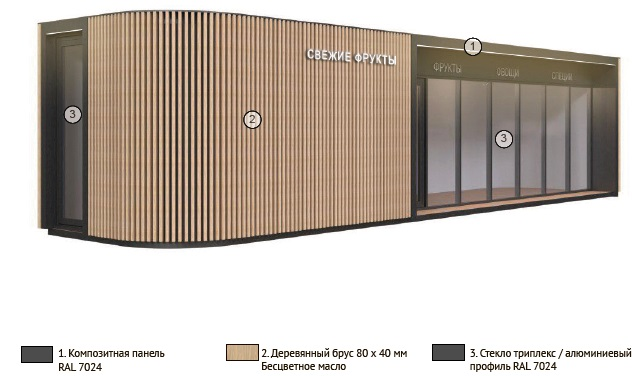 СВЕЖИЕ ФРУКТЫ
1
ФРУКТЫ ОВОЩИ СПЕЦИИ
3
2
3
1. Композитная панель
RAL 7024
2. Деревянный брус 80 x 40 мм
Бесцветное масло
3. Стекло триплекс / алюминиевый
профиль RAL 7024